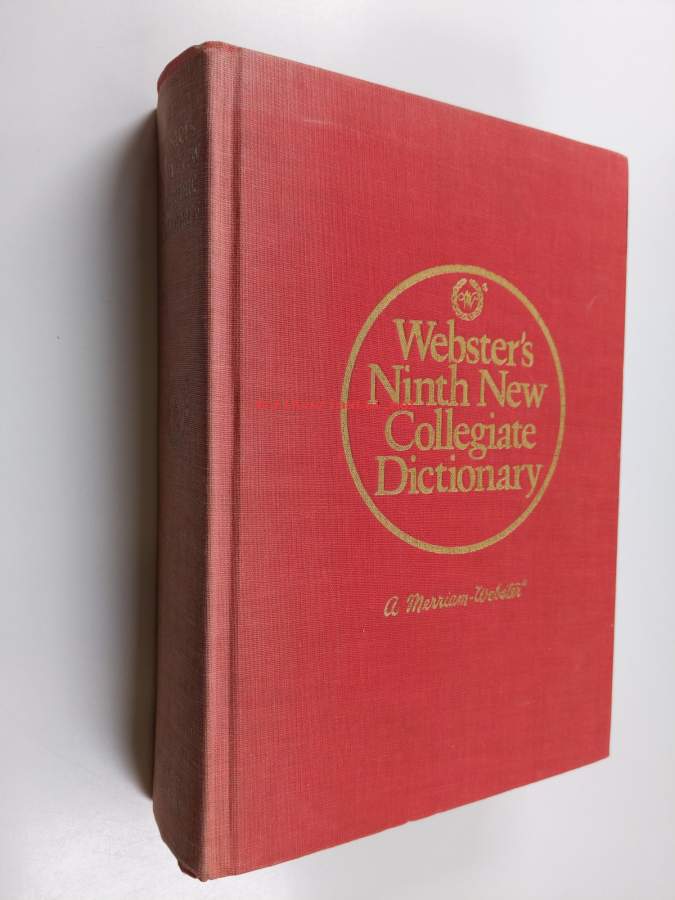 Webster's
Ninth New
Collegiate
Dictionary
A Merriam-Webster®